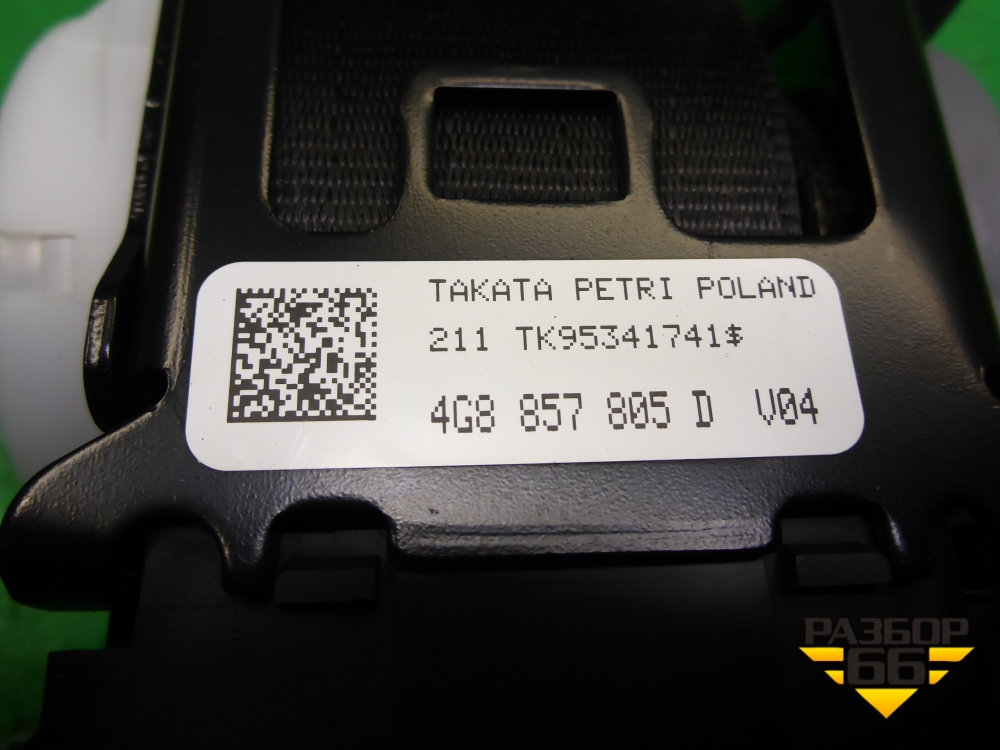 TAKATA PETRI POLAND
211 TK95341741$
4G8 857 805 D V04
РАЗБОР
66